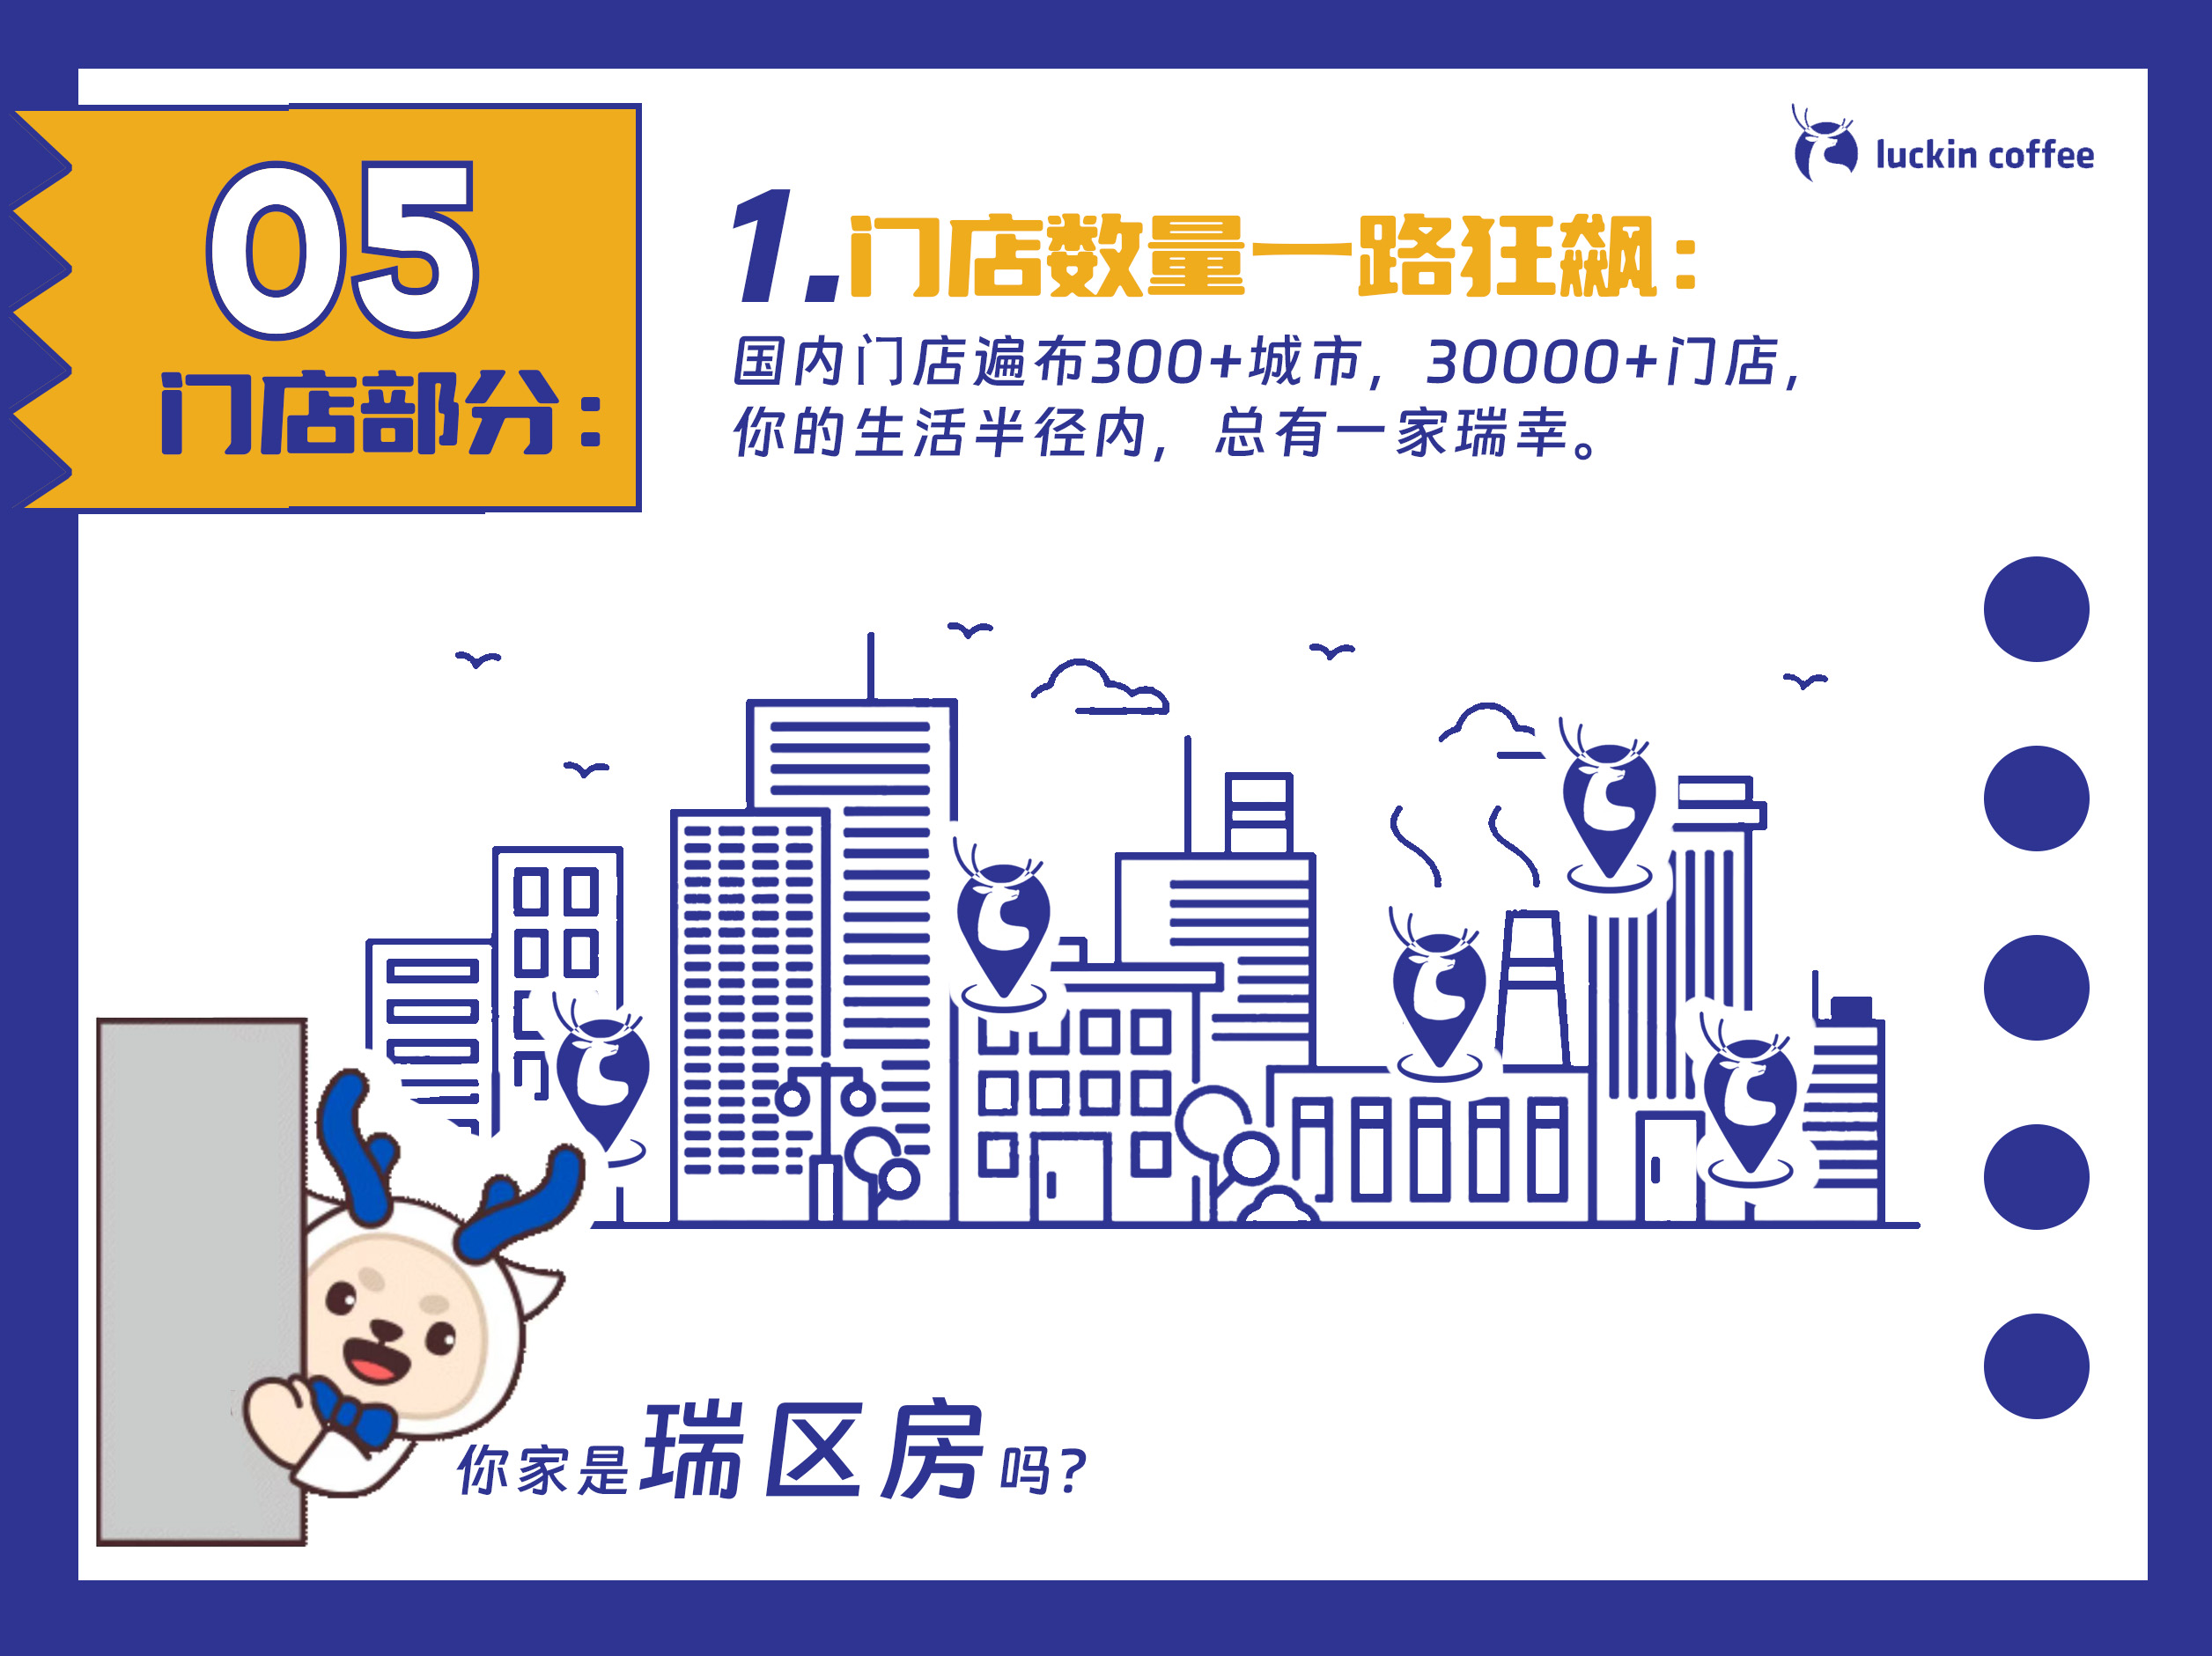 05
门店部分：
luckin coffee
1.门店数量一路狂飙：
国内门店遍布300+城市，30000+门店，
你的生活半径内，总有一家瑞幸。
你家是瑞区房吗？